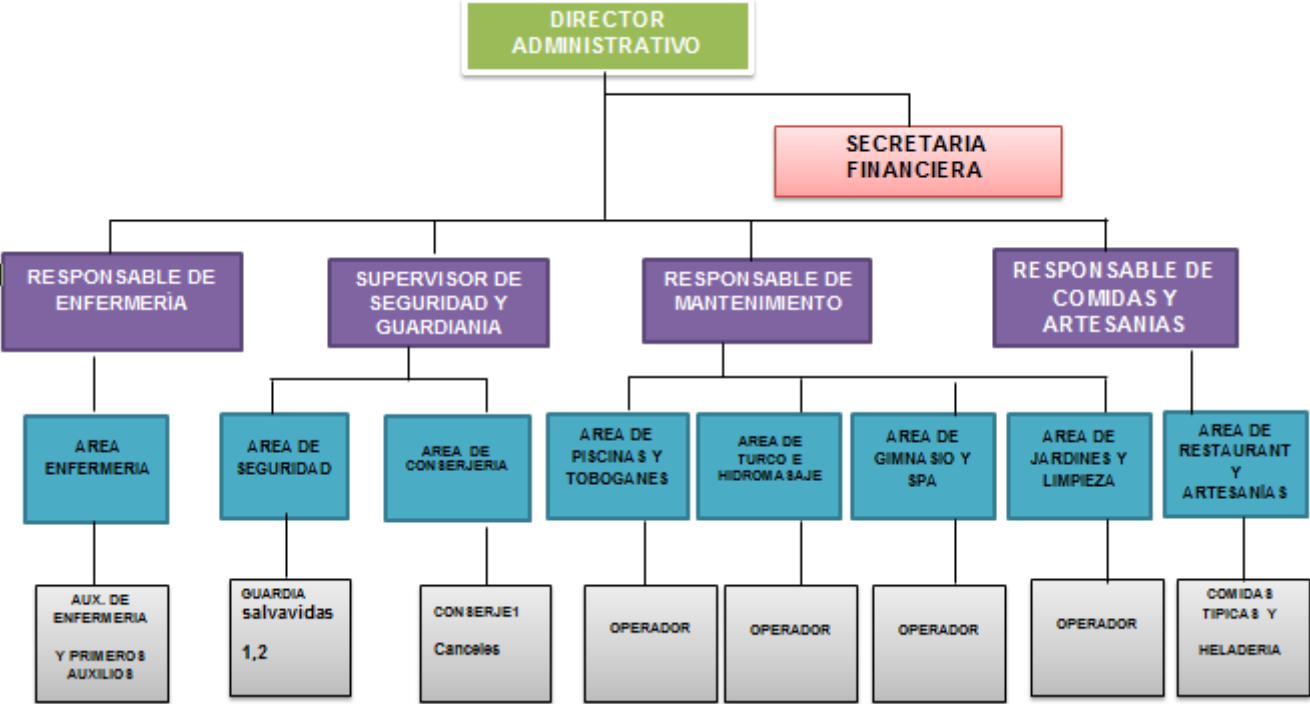 DIRECTOR
ADMINISTRATIVO
SECRETARIA
FINANCIERA
RESPONSABLE DE
ENFERMERÌA
SUPERVISOR DE
SEGURIDAD Y
GUARDIANIA
RESPONSABLE DE
MANTENIMIENTO
RESPONSABLE DE
COMIDAS Y
ARTESANIAS
AREA
ENFERMERIA
AREA DE
SEGURIDAD
AREA DE
CONSERJERIA
AREA DE
PISCINAS Y
TOBOGANES
AREA DE
TURCO E
HIDROMASAJE
AREA DE
GIMNASIO Y
SPA
AREA DE
JARDINES Y
LIMPIEZA
AREA DE
RESTAURANT
Y
ARTESANÍAS
AUX. DE
ENFERMERIA
Y PRIMEROS
AUXILIOS
GUARDIA
salvavidas
1,2
CONSERJE1
Canceles
OPERADOR
OPERADOR
OPERADOR
OPERADOR
COMIDAS
TIPICAS Y
HELADERIA